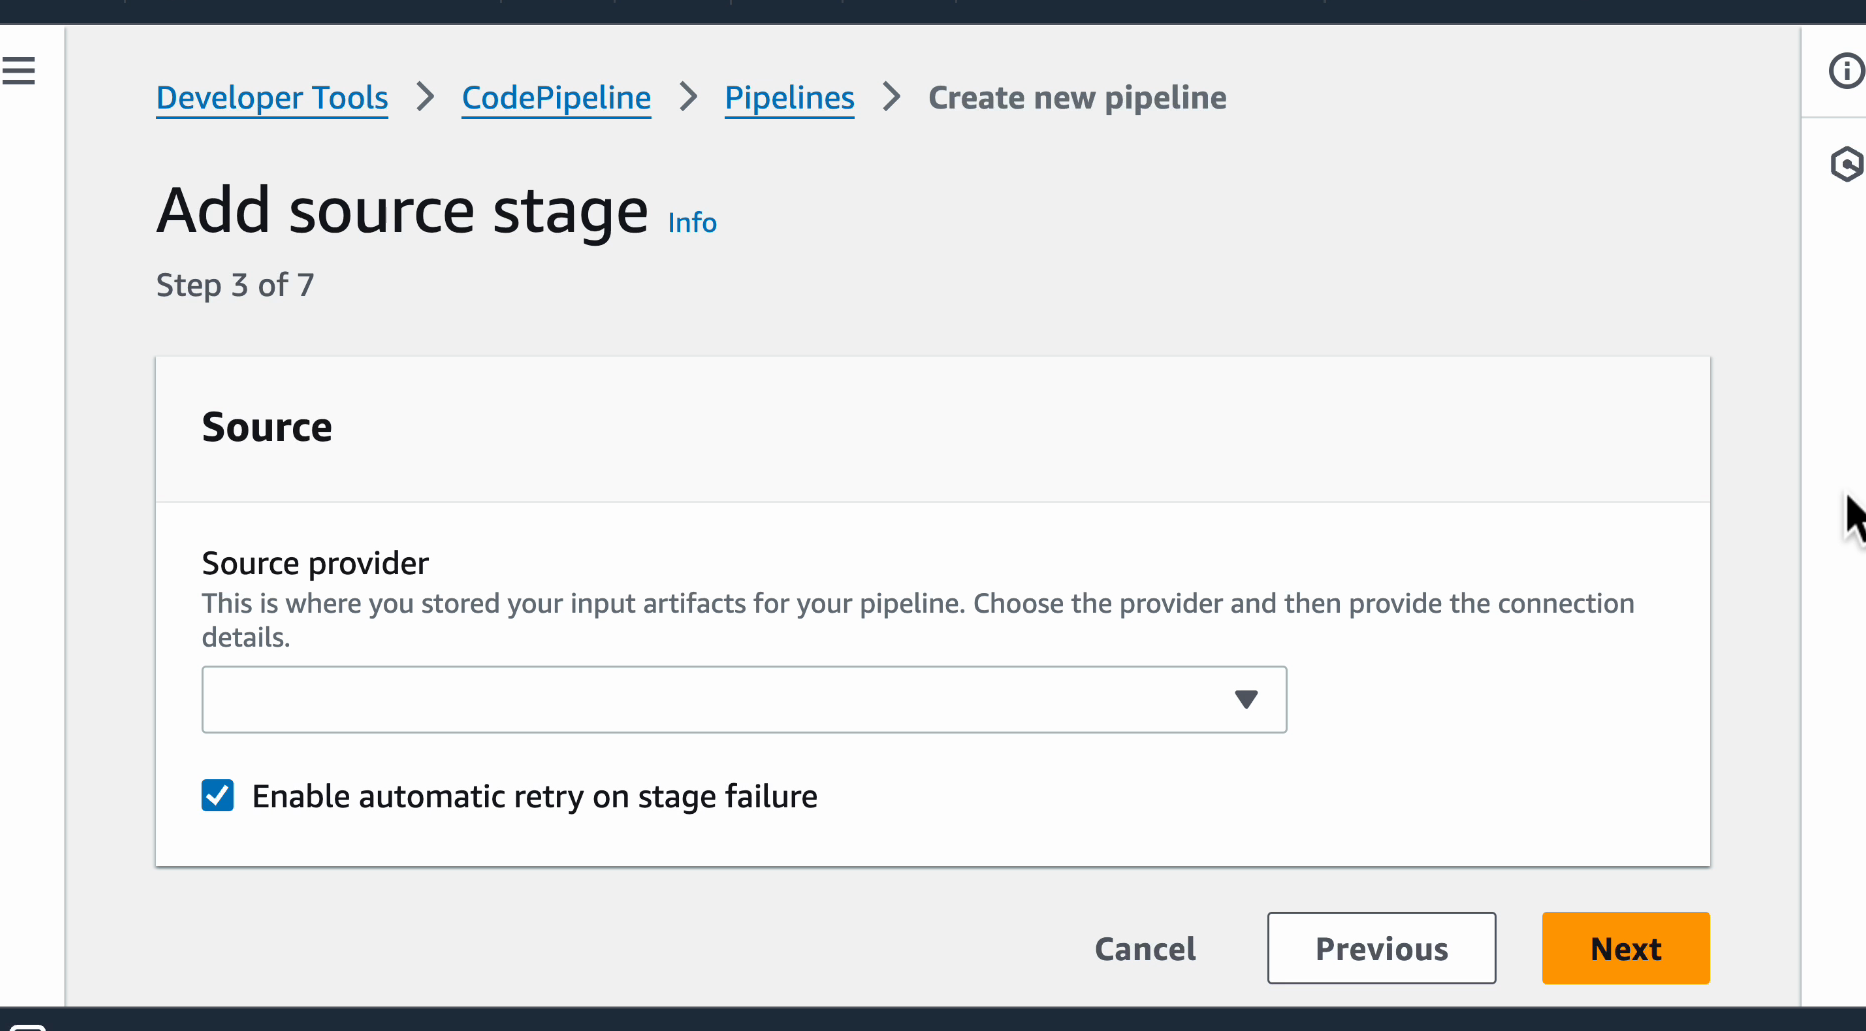 Developer Tools > CodePipeline > Pipelines > Create new pipeline
Add source stage Info
Step 3 of 7
Source
Source provider
This is where you stored your input artifacts for your pipeline. Choose the provider and then provide the connection
details.
Enable automatic retry on stage failure
Cancel Previous Next